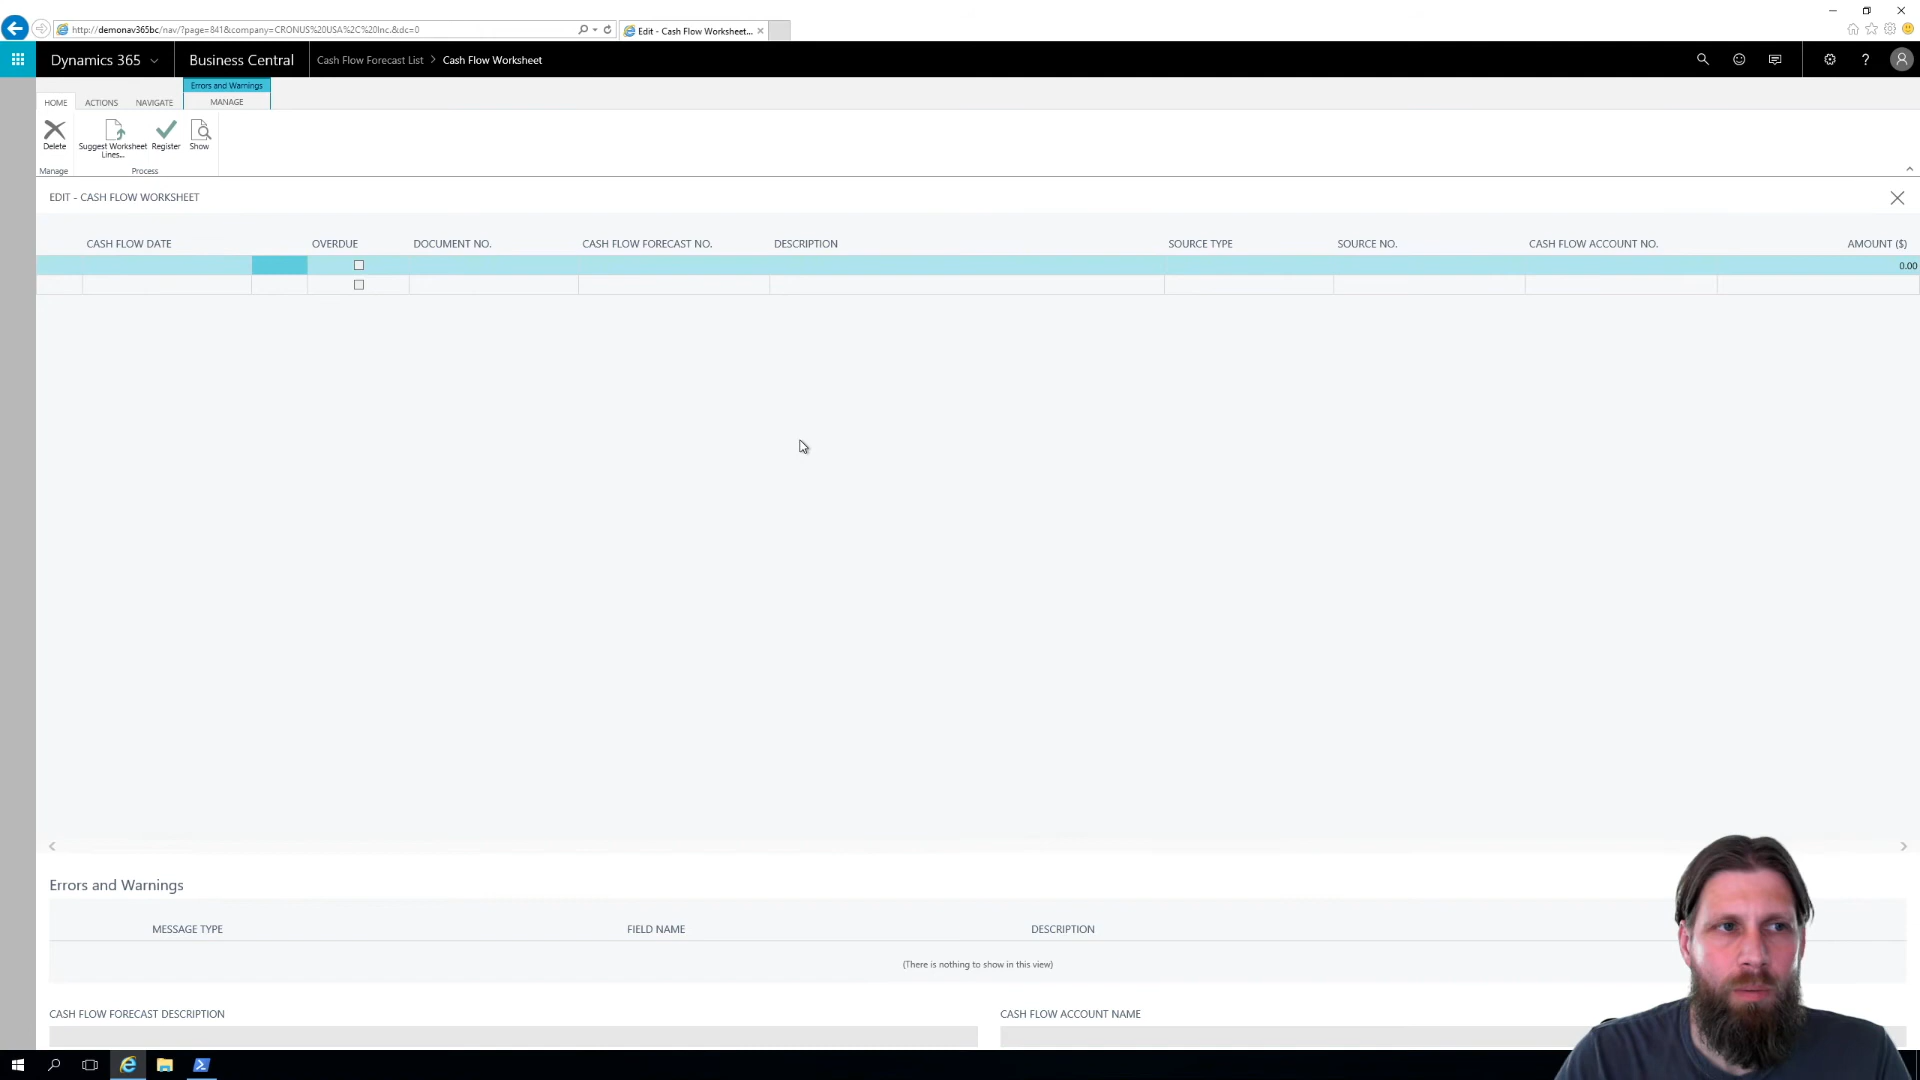 http://demonav365bc/nav/?page=841&company=CRONUS%20USA%2C%20Inc.&dc=0
Edit - Cash Flow Worksheet...
Dynamics 365
Business Central
Cash Flow Forecast List > Cash Flow Worksheet
?
Errors and Warnings
HOME
ACTIONS
NAVIGATE
MANAGE
Delete
Suggest Worksheet
Lines...
Register
Show
Manage
Process
EDIT - CASH FLOW WORKSHEET
CASH FLOW DATE
OVERDUE
DOCUMENT NO.
CASH FLOW FORECAST NO.
DESCRIPTION
SOURCE TYPE
SOURCE NO.
CASH FLOW ACCOUNT NO.
AMOUNT ($)
0.00
Errors and Warnings
MESSAGE TYPE
FIELD NAME
DESCRIPTION
(There is nothing to show in this view)
CASH FLOW FORECAST DESCRIPTION
CASH FLOW ACCOUNT NAME